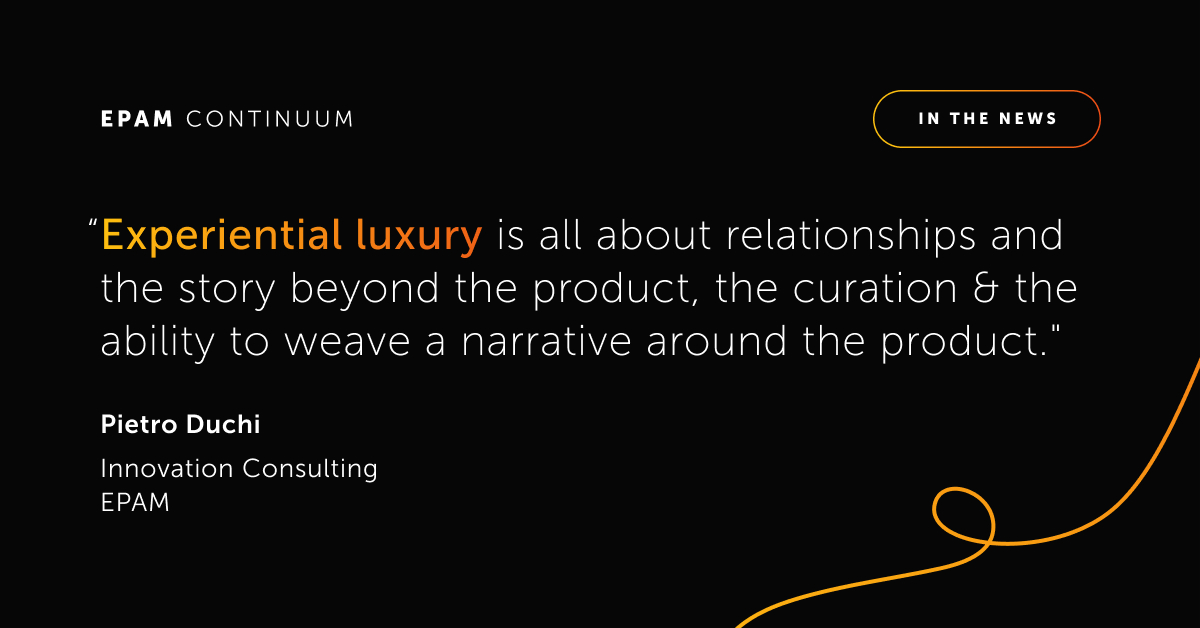 EPAM CONTINUUM
IN THE NEWS
“Experiential luxury is all about relationships and
the story beyond the product, the curation & the
ability to weave a narrative around the product."
Pietro Duchi
Innovation Consulting
EPAM